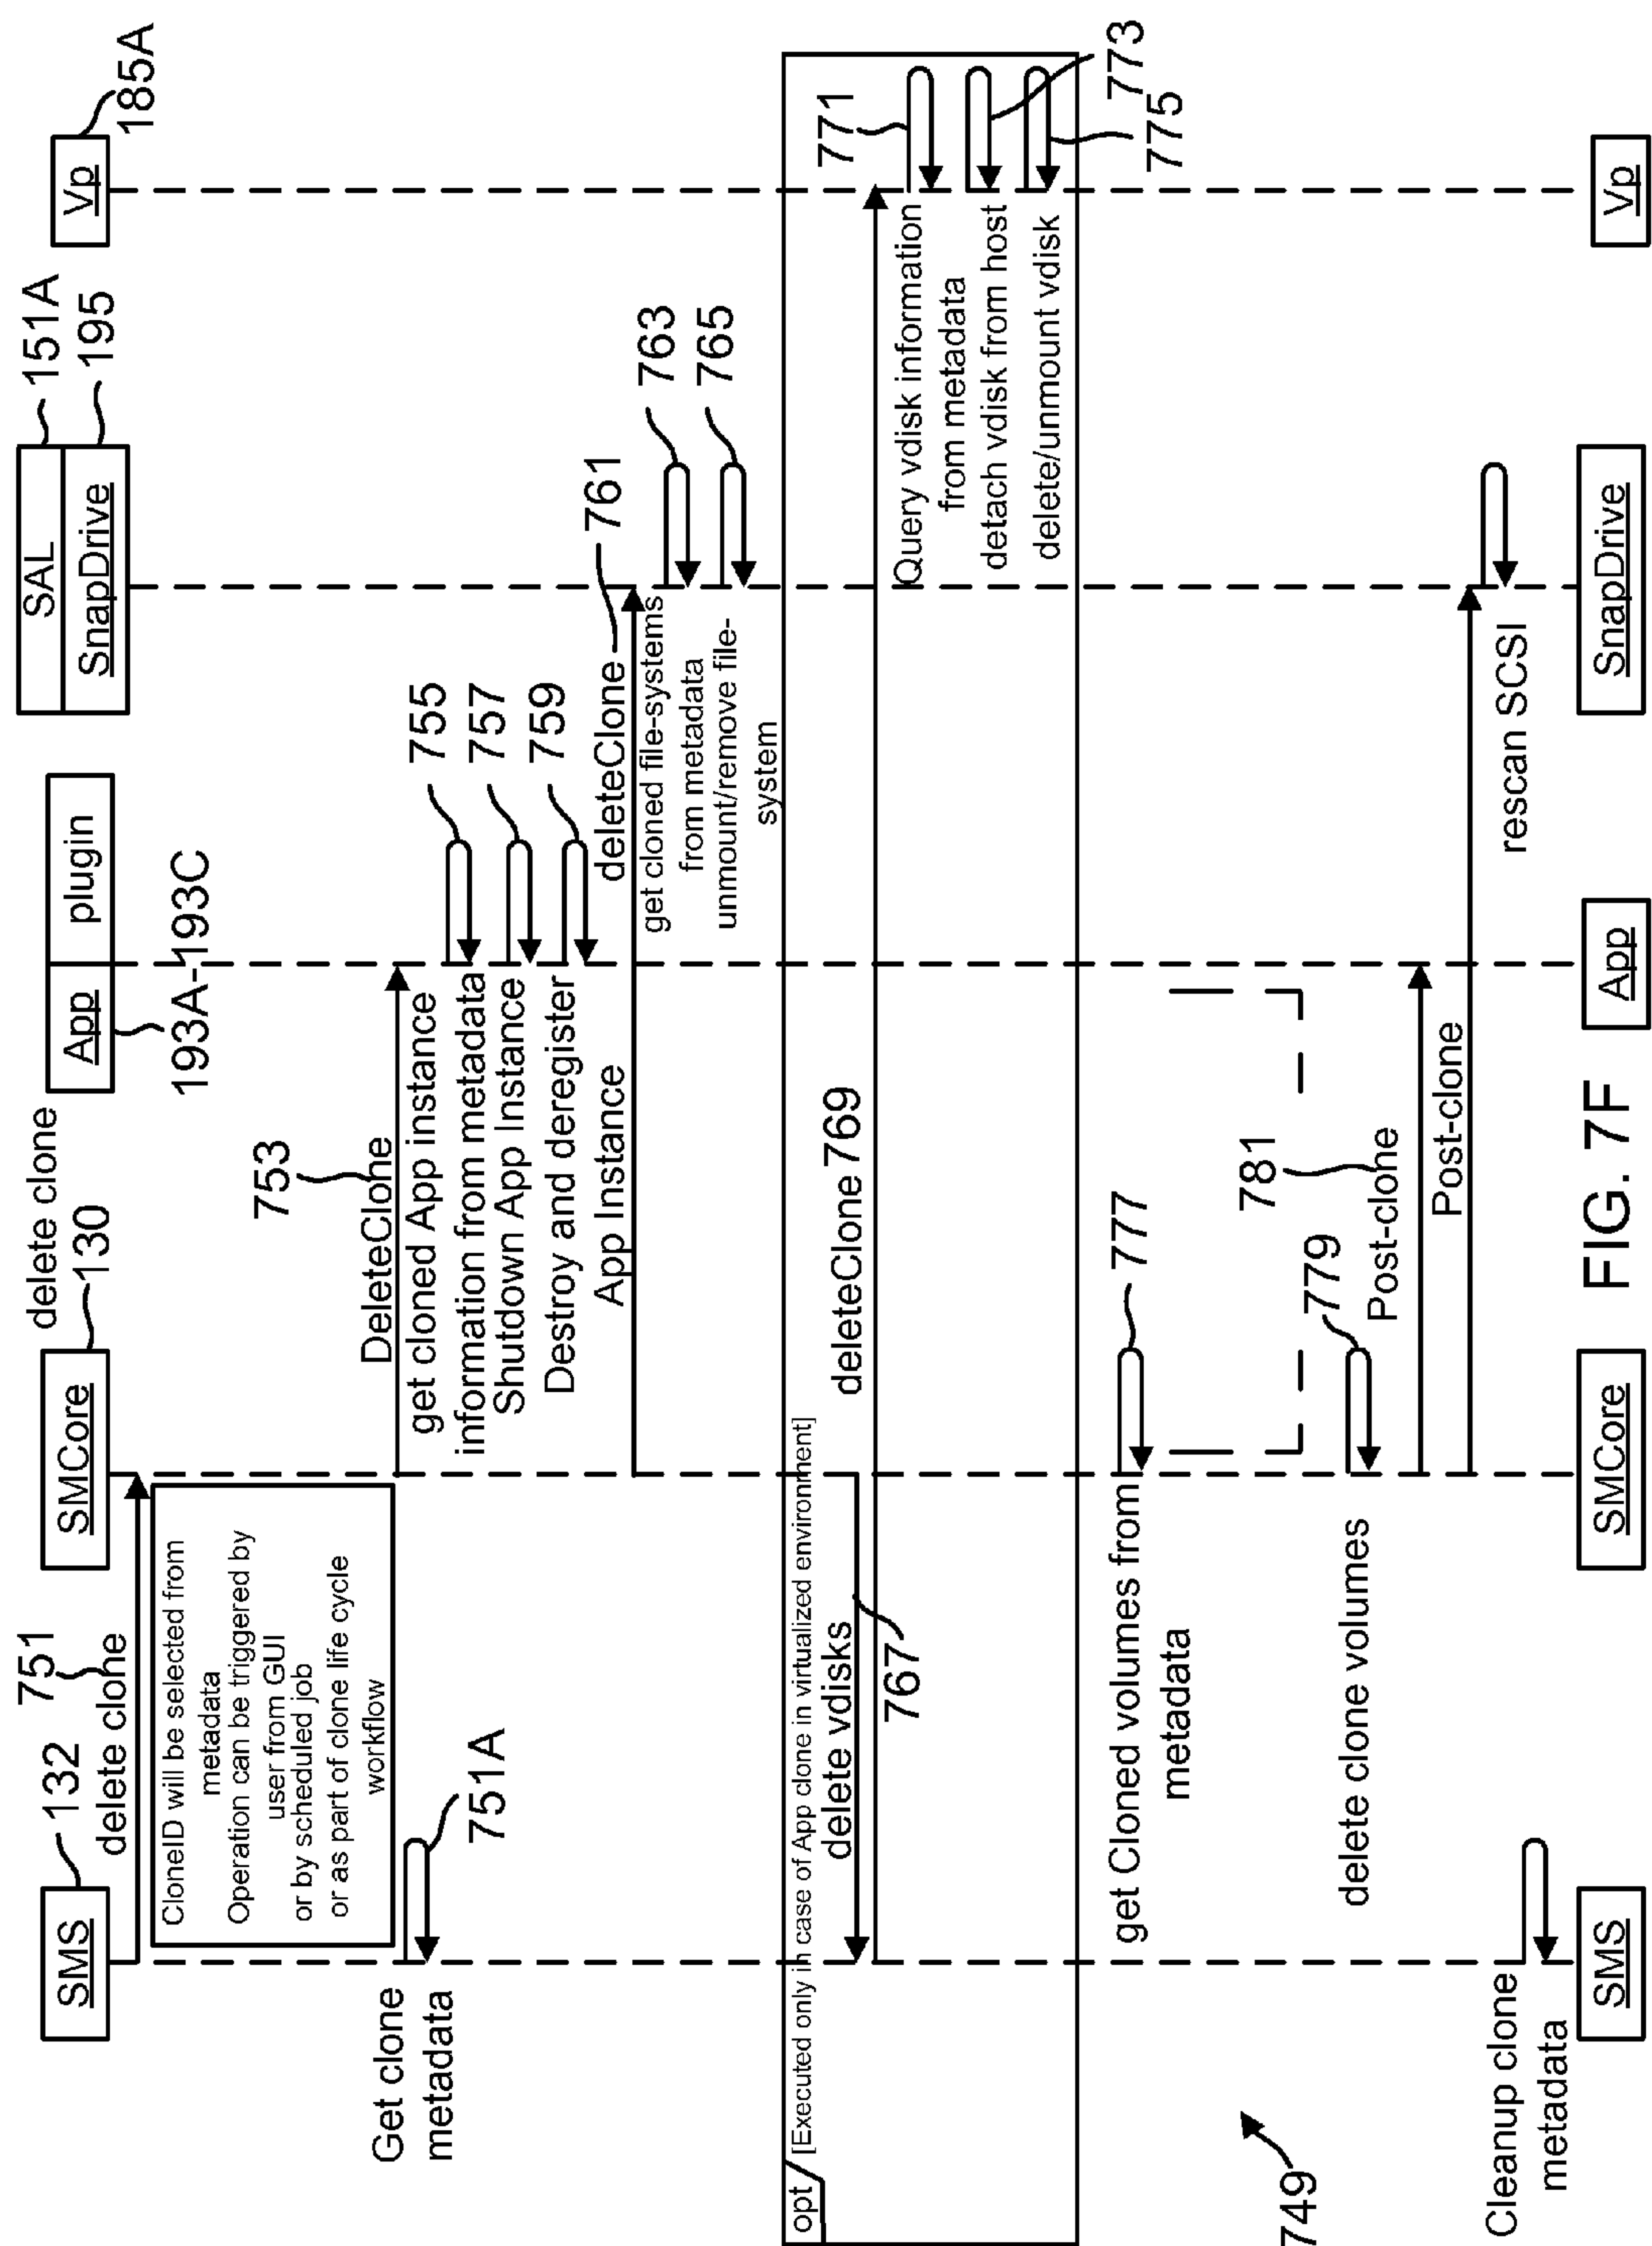 delete clone
SMS
132
751
delete clone
SMCore
130
App
plugin
193A-193C
SAL
SnapDrive
151A
195
Vp
185A
CloneID will be selected from
metadata
Operation can be triggered by
user from GUI
or by scheduled job
or as part of clone life cycle
workflow
Get clone
metadata
751A
753
DeleteClone
get cloned App instance
information from metadata
Shutdown App Instance
Destroy and deregister
App Instance
755
757
759
deleteClone
761
get cloned file-systems
from metadata
unmount/remove file-
system
763
765
opt
[Executed only in case of App clone in virtualized environment]
delete vdisks
767
deleteClone 769
Query vdisk information
from metadata
detach vdisk from host
delete/unmount vdisk
771
773
775
get Cloned volumes from
metadata
777
delete clone volumes
779
781
Post-clone
Post-clone
rescan SCSI
749
Cleanup clone
metadata
SMS
SMCore
App
SnapDrive
Vp
FIG. 7F